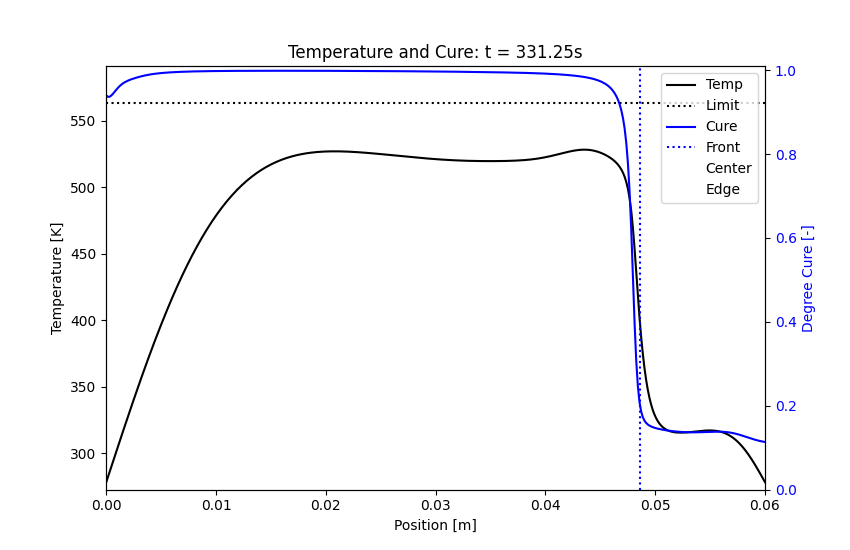 Temperature and Cure: t = 331.25s
Temp
Limit
Cure
Front
Center
Edge
Temperature [K]
550
500
450
400
350
300
Degree Cure [-]
1.0
0.8
0.6
0.4
0.2
0.0
0.00 0.01 0.02 0.03 0.04 0.05 0.06
Position [m]